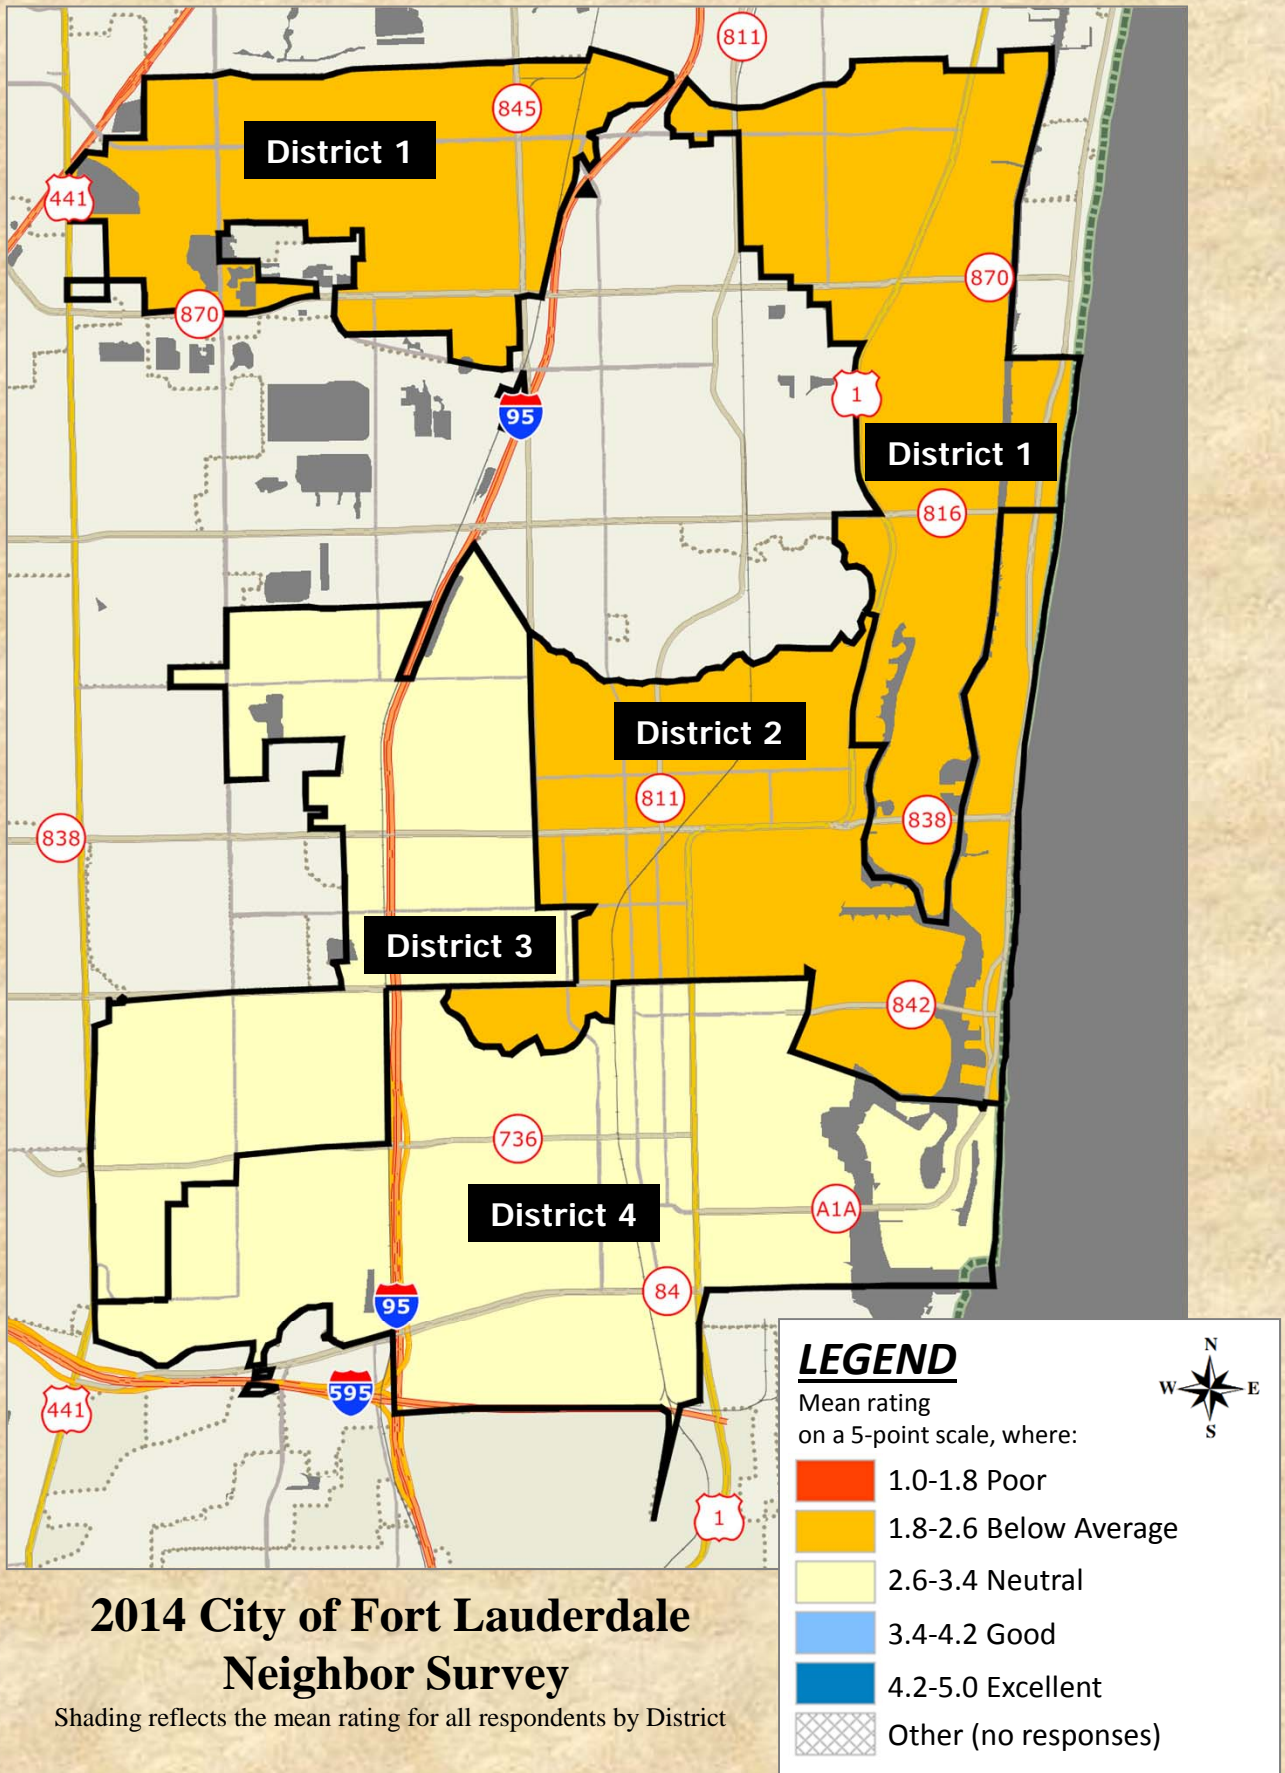 811
845
District 1
441
870
870
1
95
District 1
816
District 2
811
838
838
District 3
842
736
District 4
A1A
84
95
595
441
1
LEGEND
Mean rating
on a 5-point scale, where:
1.0-1.8 Poor
1.8-2.6 Below Average
2.6-3.4 Neutral
3.4-4.2 Good
4.2-5.0 Excellent
Other (no responses)
N
W E
S
2014 City of Fort Lauderdale
Neighbor Survey
Shading reflects the mean rating for all respondents by District